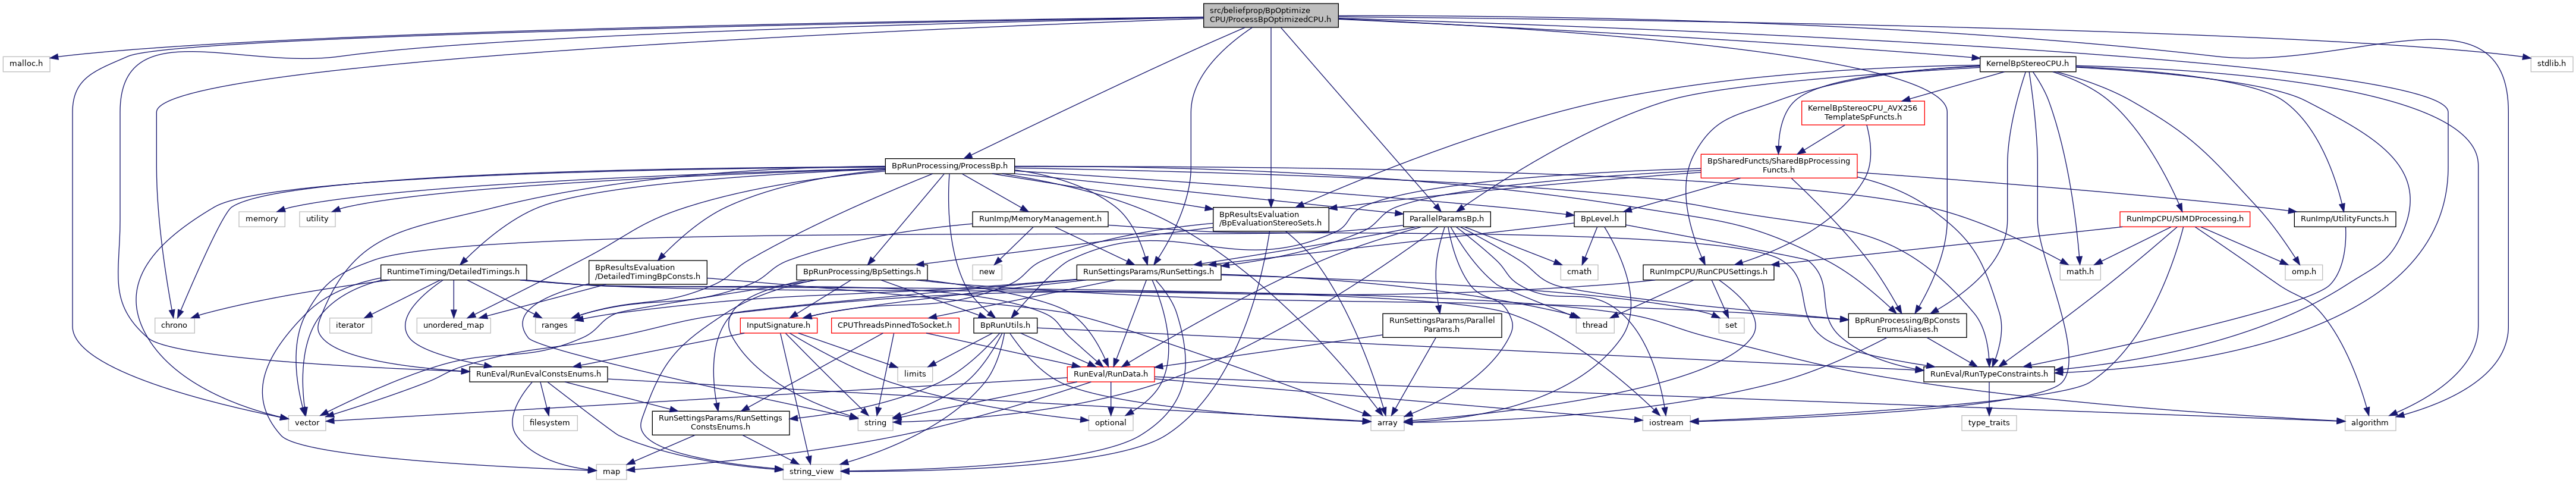 src/beliefprop/BpOptimize
CPU/ProcessBpOptimizedCPU.h
malloc.h
KernelBpStereoCPU.h
stdlib.h
KernelBpStereoCPU_AVX256
TemplateSpFuncts.h
BpRunProcessing/ProcessBp.h
BpSharedFuncts/SharedBpProcessing
Functs.h
memory
utility
RunImp/MemoryManagement.h
BpResultsEvaluation
/BpEvaluationStereoSets.h
ParallelParamsBp.h
BpLevel.h
RunImpCPU/SIMDProcessing.h
RunImp/UtilityFuncts.h
RuntimeTiming/DetailedTimings.h
BpResultsEvaluation
/DetailedTimingBpConsts.h
BpRunProcessing/BpSettings.h
new
RunSettingsParams/RunSettings.h
cmath
RunImpCPU/RunCPUSettings.h
math.h
omp.h
chrono
iterator
unordered_map
ranges
InputSignature.h
CPUThreadsPinnedToSocket.h
BpRunUtils.h
RunSettingsParams/Parallel
Params.h
thread
set
BpRunProcessing/BpConsts
EnumsAliases.h
RunEval/RunEvalConstsEnums.h
limits
RunEval/RunData.h
RunEval/RunTypeConstraints.h
vector
filesystem
RunSettingsParams/RunSettings
ConstsEnums.h
string
optional
array
iostream
type_traits
algorithm
map
string_view